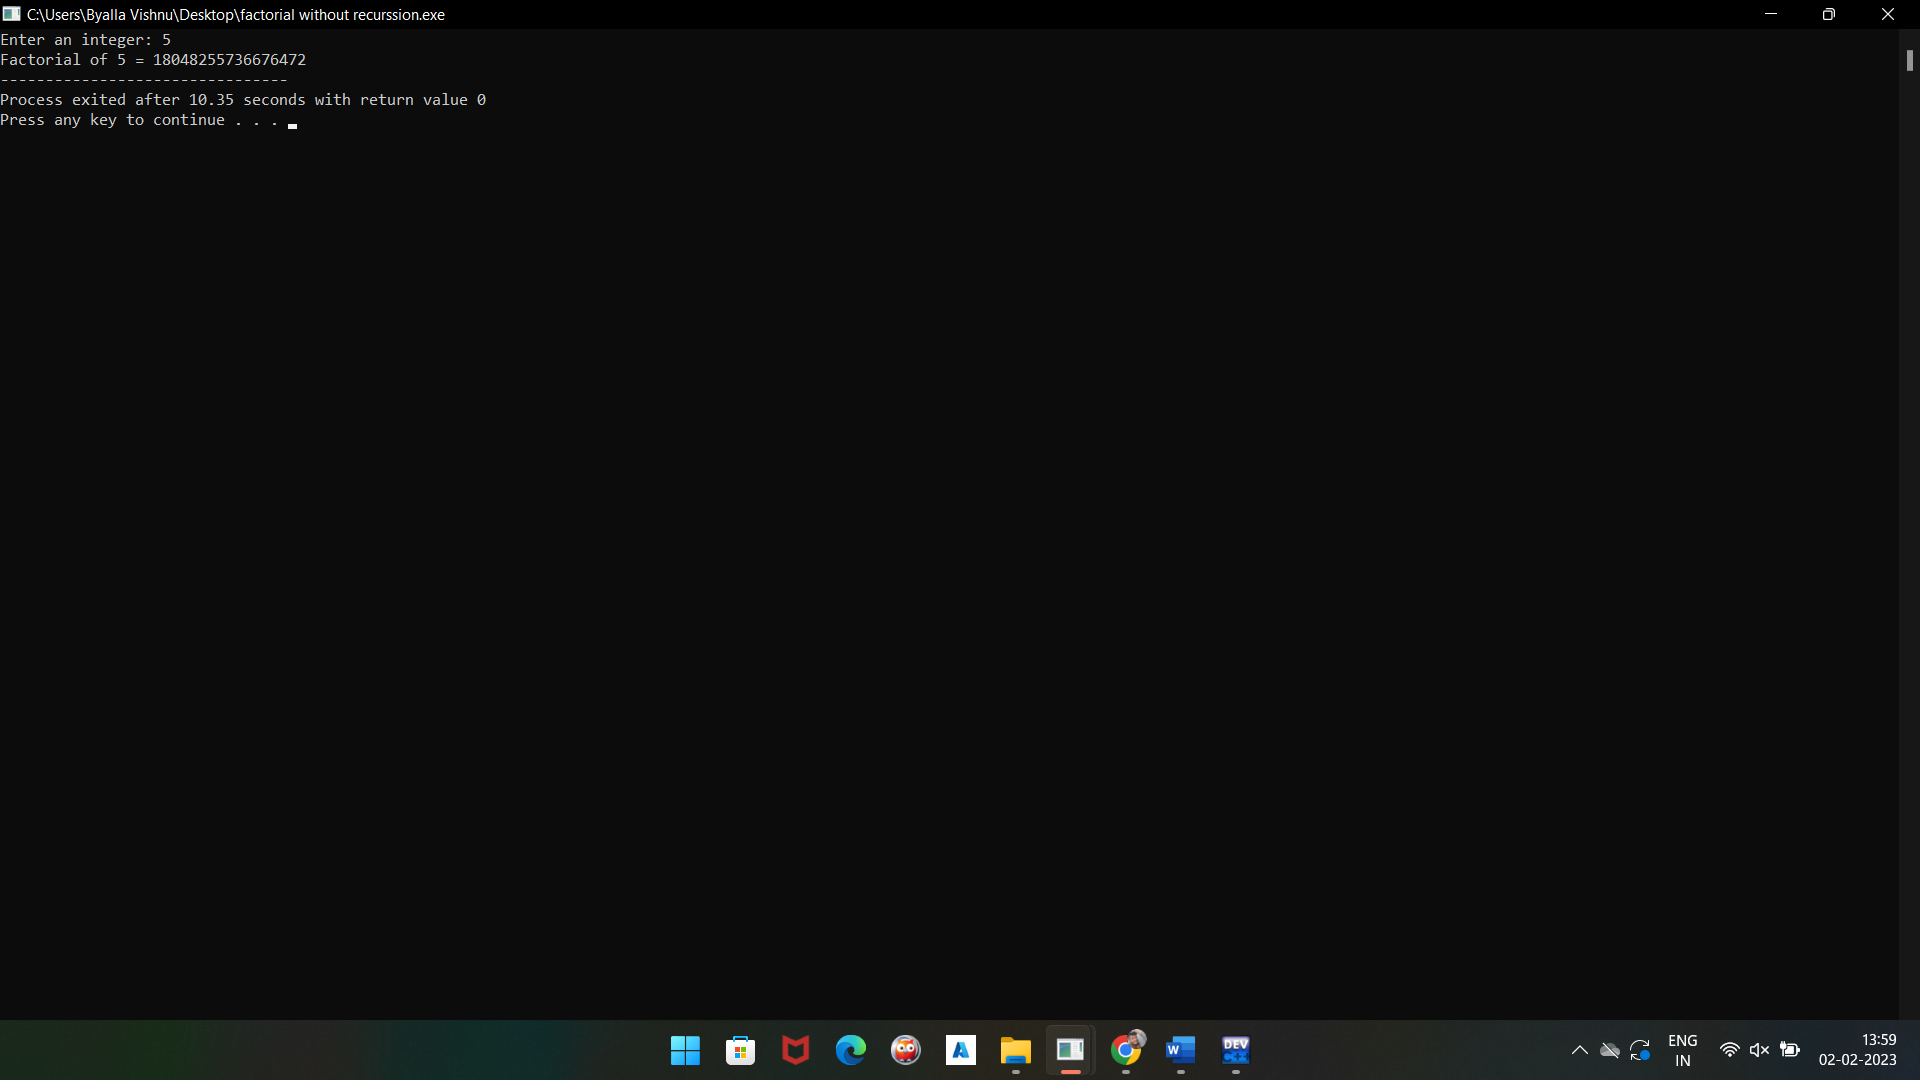 C:\Users\Byalla Vishnu\Desktop\factorial without recurssion.exe
Enter an integer: 5
Factorial of 5 = 18048255736676472
--------------------------------
Process exited after 10.35 seconds with return value 0
Press any key to continue . . .
W
DEV
C++
ENG
IN
13:59
02-02-2023